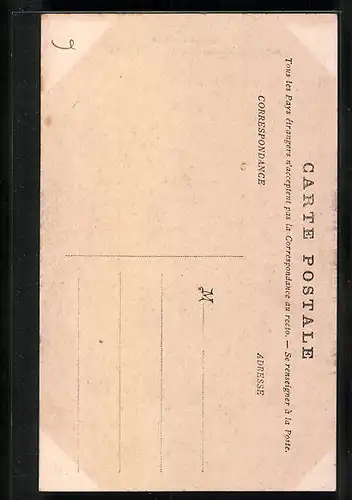 CARTE POSTALE
Tous les Pays étrangers n'acceptent pas la Correspondance au recto. — Se renseigner à la Poste.
CORRESPONDANCE
ADRESSE
M